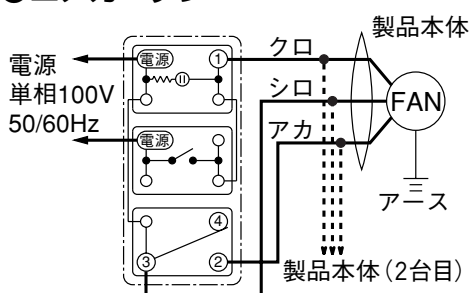 製品本体
電源
単相100V
50/60Hz
電源
①
クロ
シロ
アカ
FAN
電源
アース
④
③
②
製品本体(2台目)